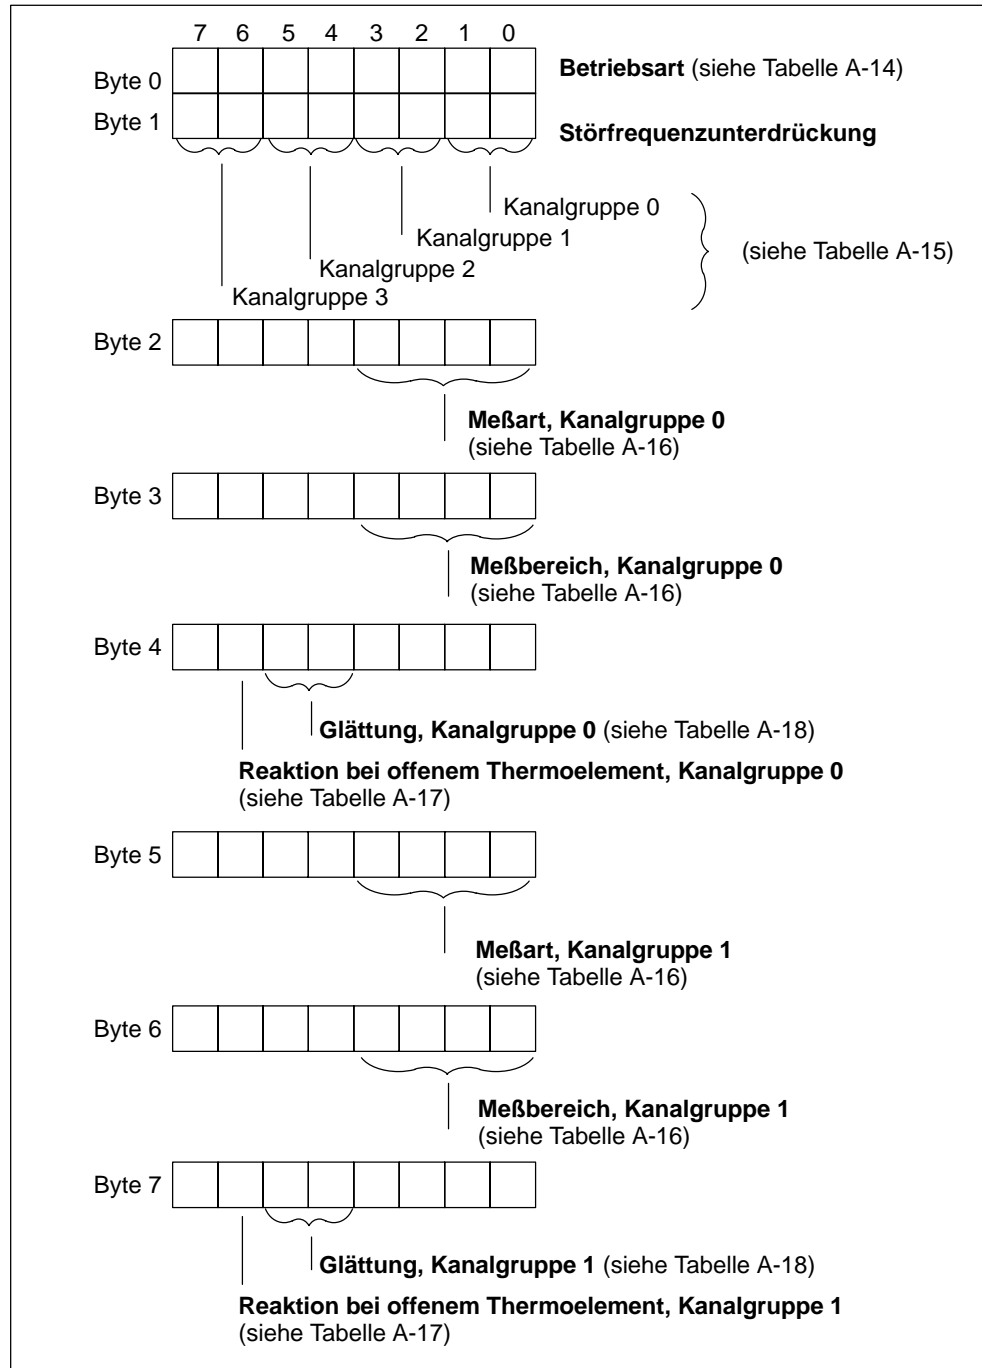 7 6 5 4 3 2 1 0
Byte 0
Betriebsart (siehe Tabelle A-14)
Byte 1
Störfrequenzunterdrückung
Kanalgruppe 0
Kanalgruppe 1
(siehe Tabelle A-15)
Kanalgruppe 2
Kanalgruppe 3
Byte 2
Meßart, Kanalgruppe 0
(siehe Tabelle A-16)
Byte 3
Meßbereich, Kanalgruppe 0
(siehe Tabelle A-16)
Byte 4
Glättung, Kanalgruppe 0 (siehe Tabelle A-18)
Reaktion bei offenem Thermoelement, Kanalgruppe 0
(siehe Tabelle A-17)
Byte 5
Meßart, Kanalgruppe 1
(siehe Tabelle A-16)
Byte 6
Meßbereich, Kanalgruppe 1
(siehe Tabelle A-16)
Byte 7
Glättung, Kanalgruppe 1 (siehe Tabelle A-18)
Reaktion bei offenem Thermoelement, Kanalgruppe 1
(siehe Tabelle A-17)